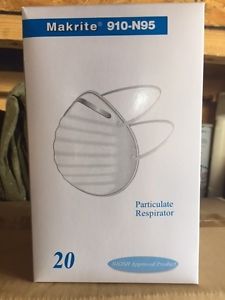 Makrite® 910-N95
Particulate
Respirator
20
NIOSH Approved Product